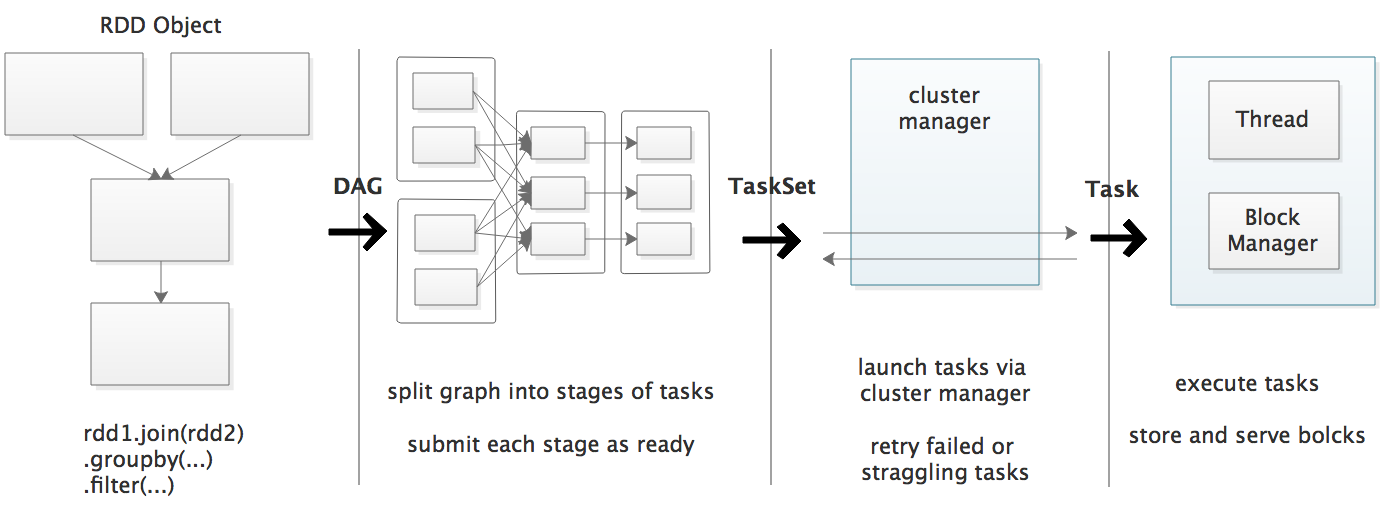 RDD Object
rdd1.join(rdd2)
.groupby(...)
.filter(...)
DAG
split graph into stages of tasks
submit each stage as ready
TaskSet
cluster
manager
launch tasks via
cluster manager
retry failed or
straggling tasks
Task
Thread
Block
Manager
execute tasks
store and serve bolcks